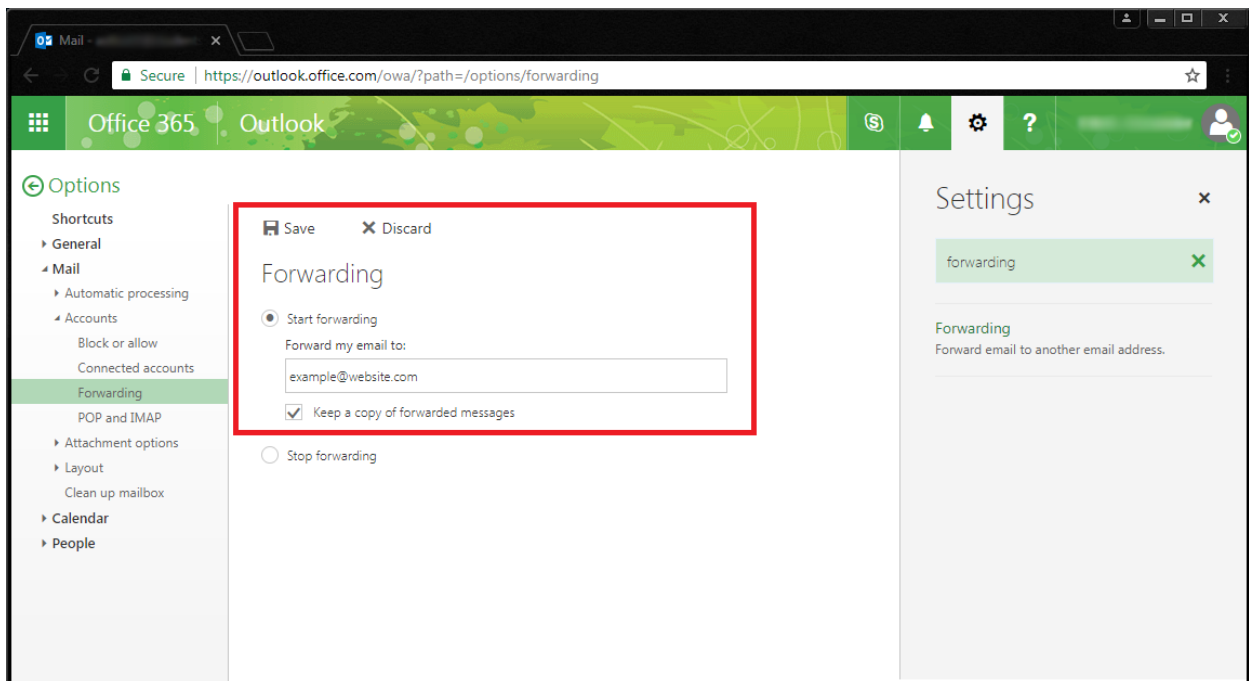 Mail -
Secure https://outlook.office.com/owa/?path=/options/forwarding
Office 365 Outlook
Options
Shortcuts
General
Mail
Automatic processing
Accounts
Block or allow
Connected accounts
Forwarding
POP and IMAP
Attachment options
Layout
Clean up mailbox
Calendar
People
Save Discard
Forwarding
Start forwarding
Forward my email to:
example@website.com
Keep a copy of forwarded messages
Stop forwarding
Settings
forwarding
Forwarding
Forward email to another email address.